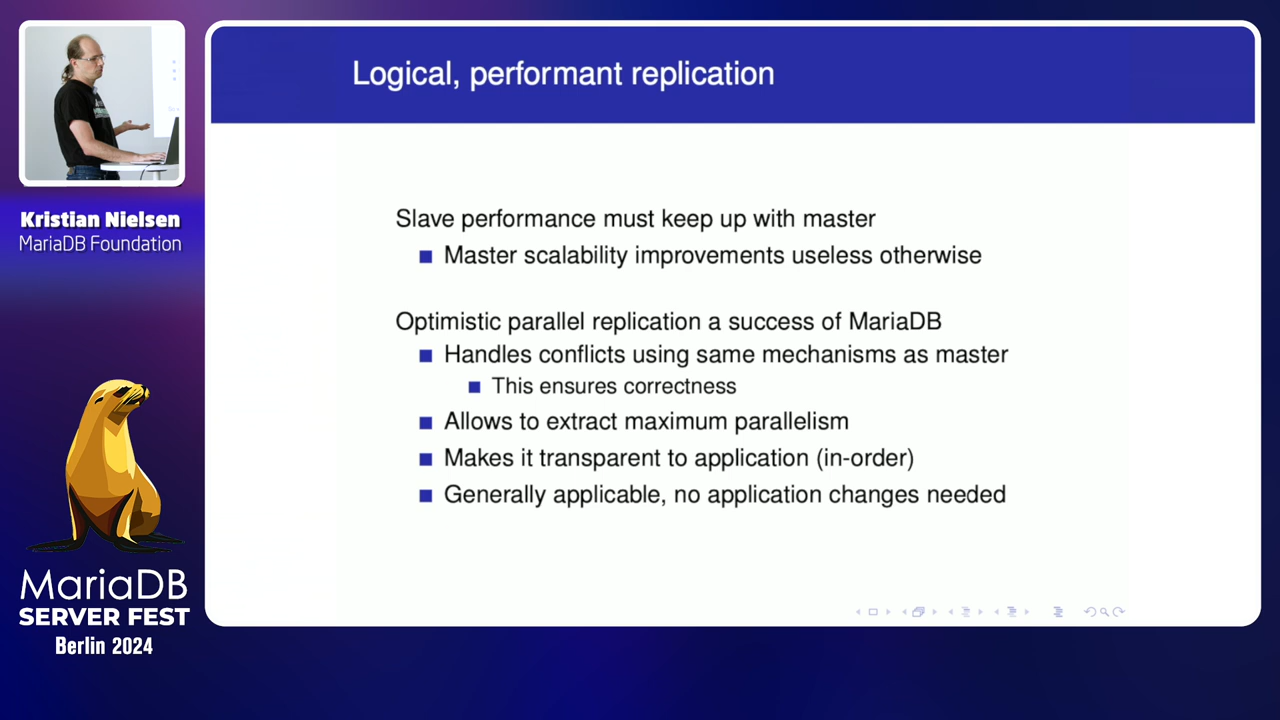 Logical, performant replication
Kristian Nielsen
MariaDB Foundation
Slave performance must keep up with master
Master scalability improvements useless otherwise
Optimistic parallel replication a success of MariaDB
Handles conflicts using same mechanisms as master
This ensures correctness
Allows to extract maximum parallelism
Makes it transparent to application (in-order)
Generally applicable, no application changes needed
MariaDB
SERVER FEST
Berlin 2024